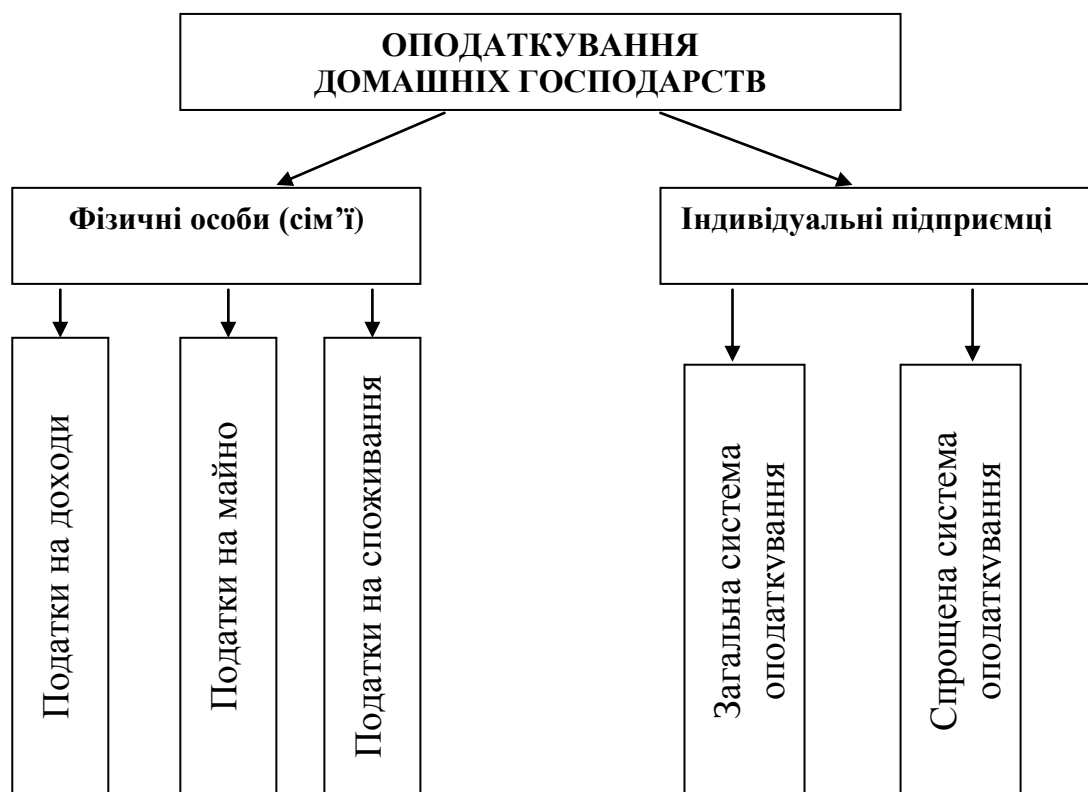 ОПОДАТКУВАННЯ
ДОМАШНІХ ГОСПОДАРСТВ
Фізичні особи (сім’ї)
Індивідуальні підприємці
Податки на доходи
Податки на майно
Податки на споживання
Загальна система
оподаткування
Спрощена система
оподаткування